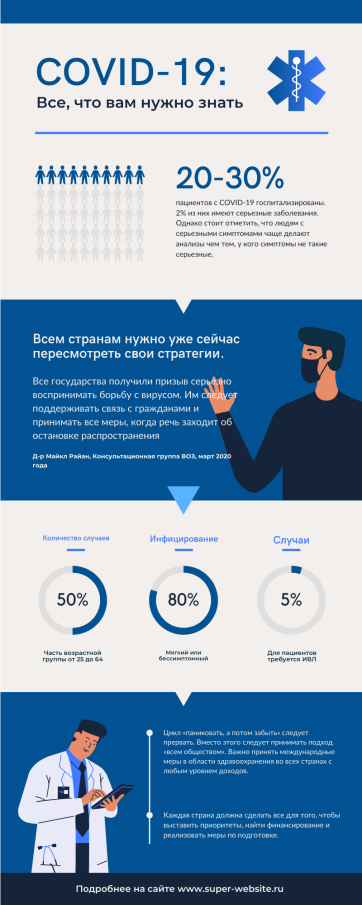 COVID-19:
Все, что вам нужно знать
20-30%
пациентов с COVID-19 госпитализированы.
2% из них имеют серьезные заболевания.
Однако стоит отметить, что людям с
серьезными симптомами чаще делают
анализы чем тем, у кого симптомы не такие
серьезные.
Всем странам нужно уже сейчас
пересмотреть свои стратегии.
Все государства получили призыв серьезно
воспринимать борьбу с вирусом. Им следует
поддерживать связь с гражданами и
принимать все меры, когда речь заходит об
остановке распространения
Д-р Майкл Райан, Консультационная группа ВОЗ, март 2020
года
Количество случаев
50%
Часть возрастной
группы от 25 до 64
Инфицирование
80%
Мягкий или
бессимптомный
Случаи
5%
Для пациентов
требуется ИВЛ
Цикл «паниковать, а потом забыть» следует
прервать. Вместо этого следует принимать подход
«всем обществом». Важно принять международные
меры в области здравоохранения во всех странах с
любым уровнем доходов.
Каждая страна должна сделать все для того, чтобы
выставить приоритеты, найти финансирование и
реализовать меры по подготовке.
Подробнее на сайте www.super-website.ru